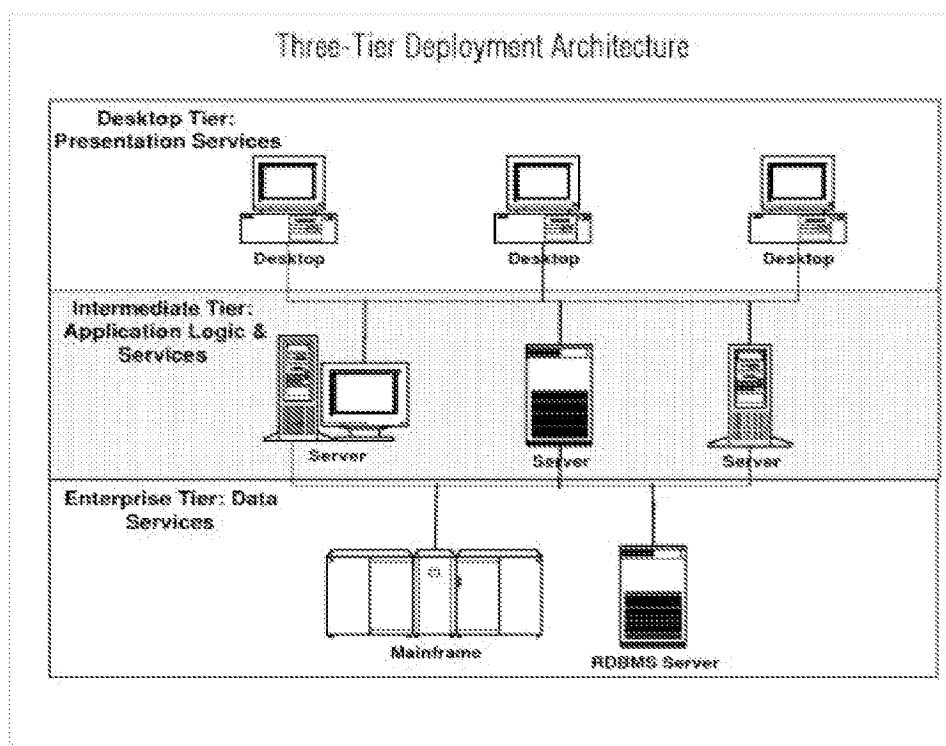 Three-Tier Deployment Architecture
Desktop Tier:
Presentation Services
Desktop
Desktop
Desktop
Intermediate Tier:
Application Logic &
Services
Server
Server
Server
Enterprise Tier: Data
Services
Mainframe
RDBMS Server